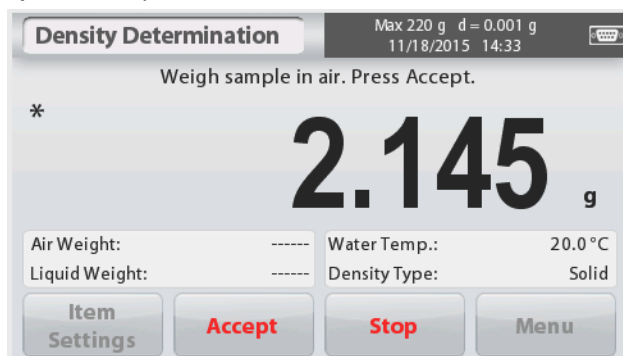 Density Determination
Max 220 g d = 0.001 g
11/18/2015 14:33
Weigh sample in air. Press Accept.
*
2.145 g
Air Weight: ------
Water Temp.: 20.0 °C
Liquid Weight: ------
Density Type: Solid
Item
Settings
Accept
Stop
Menu